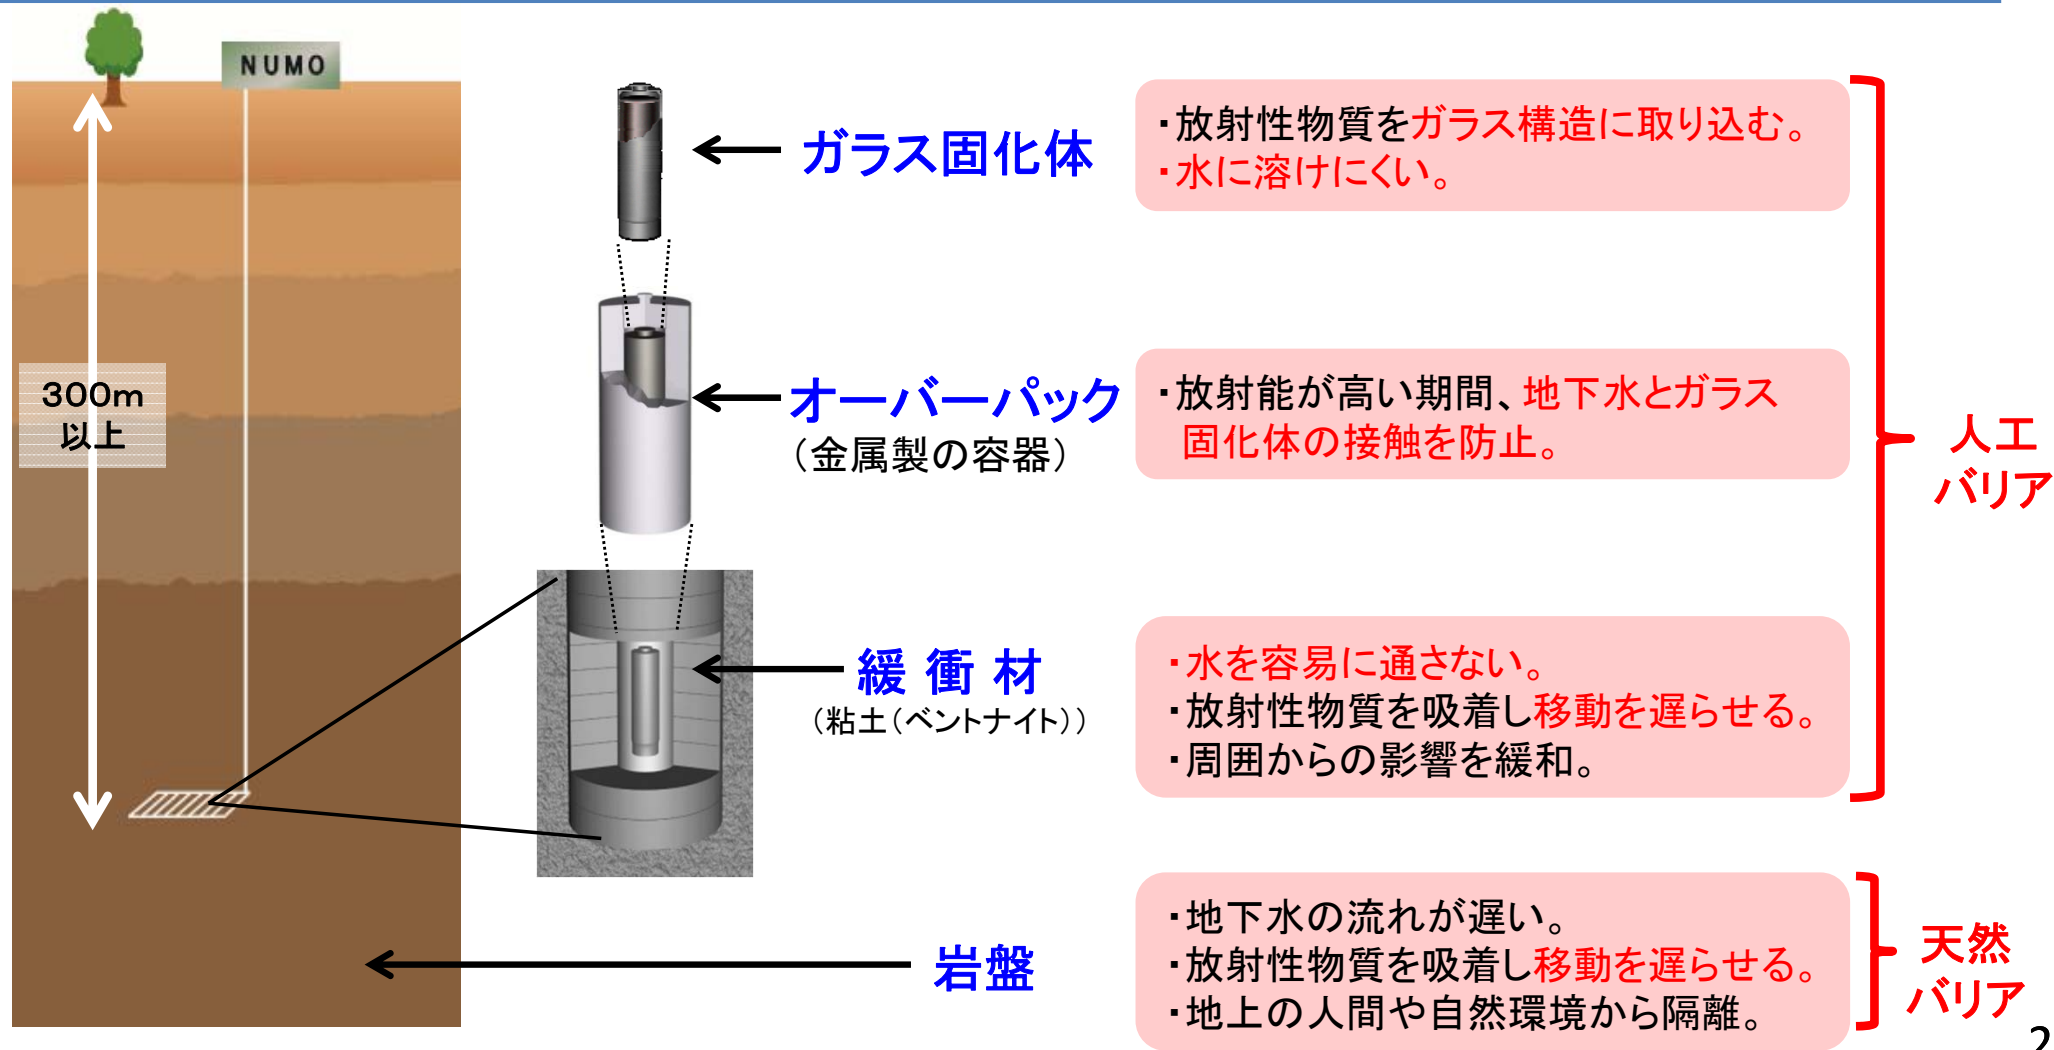 NUMO
300m
以上
ガラス固化体
・放射性物質をガラス構造に取り込む。
・水に溶けにくい。
オーバーパック
（金属製の容器）
・放射能が高い期間、地下水とガラス
固化体の接触を防止。
緩衝材
（粘土（ベントナイト））
・水を容易に通さない。
・放射性物質を吸着し移動を遅らせる。
・周囲からの影響を緩和。
人工
バリア
岩盤
・地下水の流れが遅い。
・放射性物質を吸着し移動を遅らせる。
・地上の人間や自然環境から隔離。
天然
バリア
2